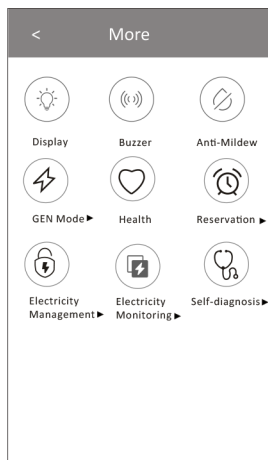 < More
Display Buzzer Anti-Mildew
GEN Mode▶ Health Reservation ▶
Electricity Electricity Self-diagnosis▶
Management▶ Monitoring▶